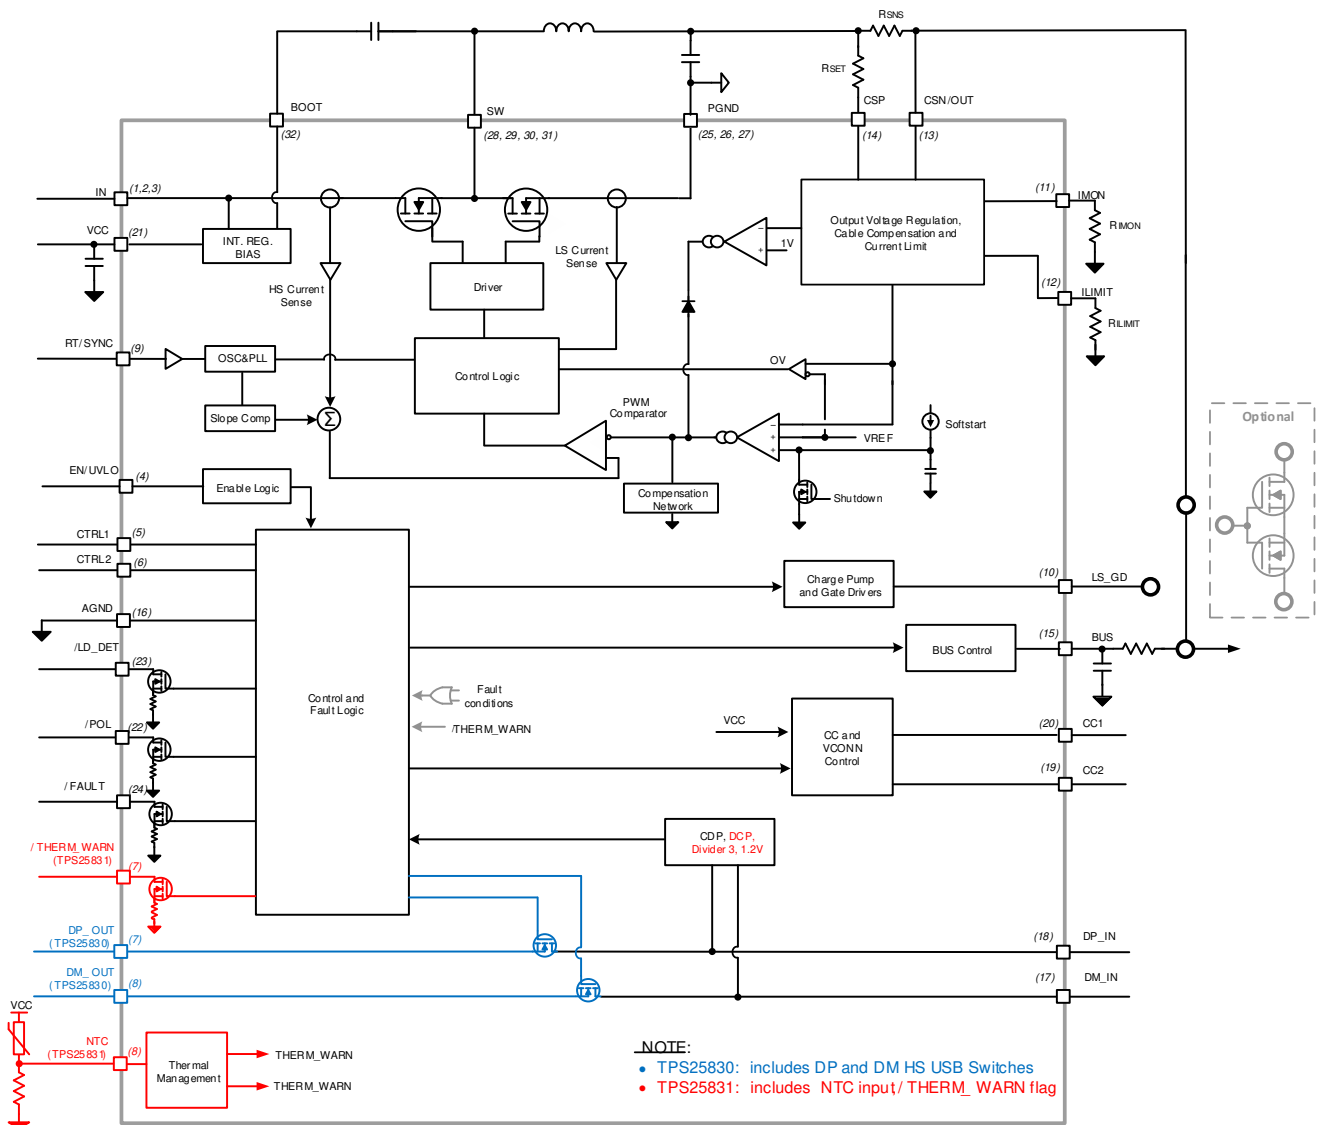 RSNS
RSET
BOOT
SW
PGND
CSP
CSN/OUT
(32)
(28, 29, 30, 31)
(25, 26, 27)
(14)
(13)
IN
(1,2,3)
(11)
IMON
RIMON
VCC
(21)
INT. REG.
BIAS
HS Current
Sense
LS Current
Sense
Driver
1V
Output Voltage Regulation,
Cable Compensation and
Current Limit
(12)
ILIMIT
RILIMIT
RT/SYNC
(9)
OSC&PLL
Control Logic
OV
Slope Comp
Σ
PWM
Comparator
VREF
Softstart
Optional
EN/UVLO
(4)
Enable Logic
Compensation
Network
Shutdown
CTRL1
(5)
CTRL2
(6)
AGND
(16)
/LD_DET
(23)
/POL
(22)
/FAULT
(24)
Control and
Fault Logic
Charge Pump
and Gate Drivers
(10)
LS_GD
BUS Control
(15)
BUS
Fault
conditions
/THERM_WARN
VCC
CC and
VCONN
Control
(20)
CC1
(19)
CC2
CDP, DCP,
Divider 3, 1.2V
/THERM_WARN
(TPS25831)
(7)
DP_OUT
(TPS25830)
(7)
(18)
DP_IN
DM_OUT
(TPS25830)
(8)
(17)
DM_IN
VCC
NTC
(TPS25831)
(8)
Thermal
Management
THERM_WARN
THERM_WARN
NOTE:
• TPS25830: includes DP and DM HS USB Switches
• TPS25831: includes NTC input, /THERM_WARN flag